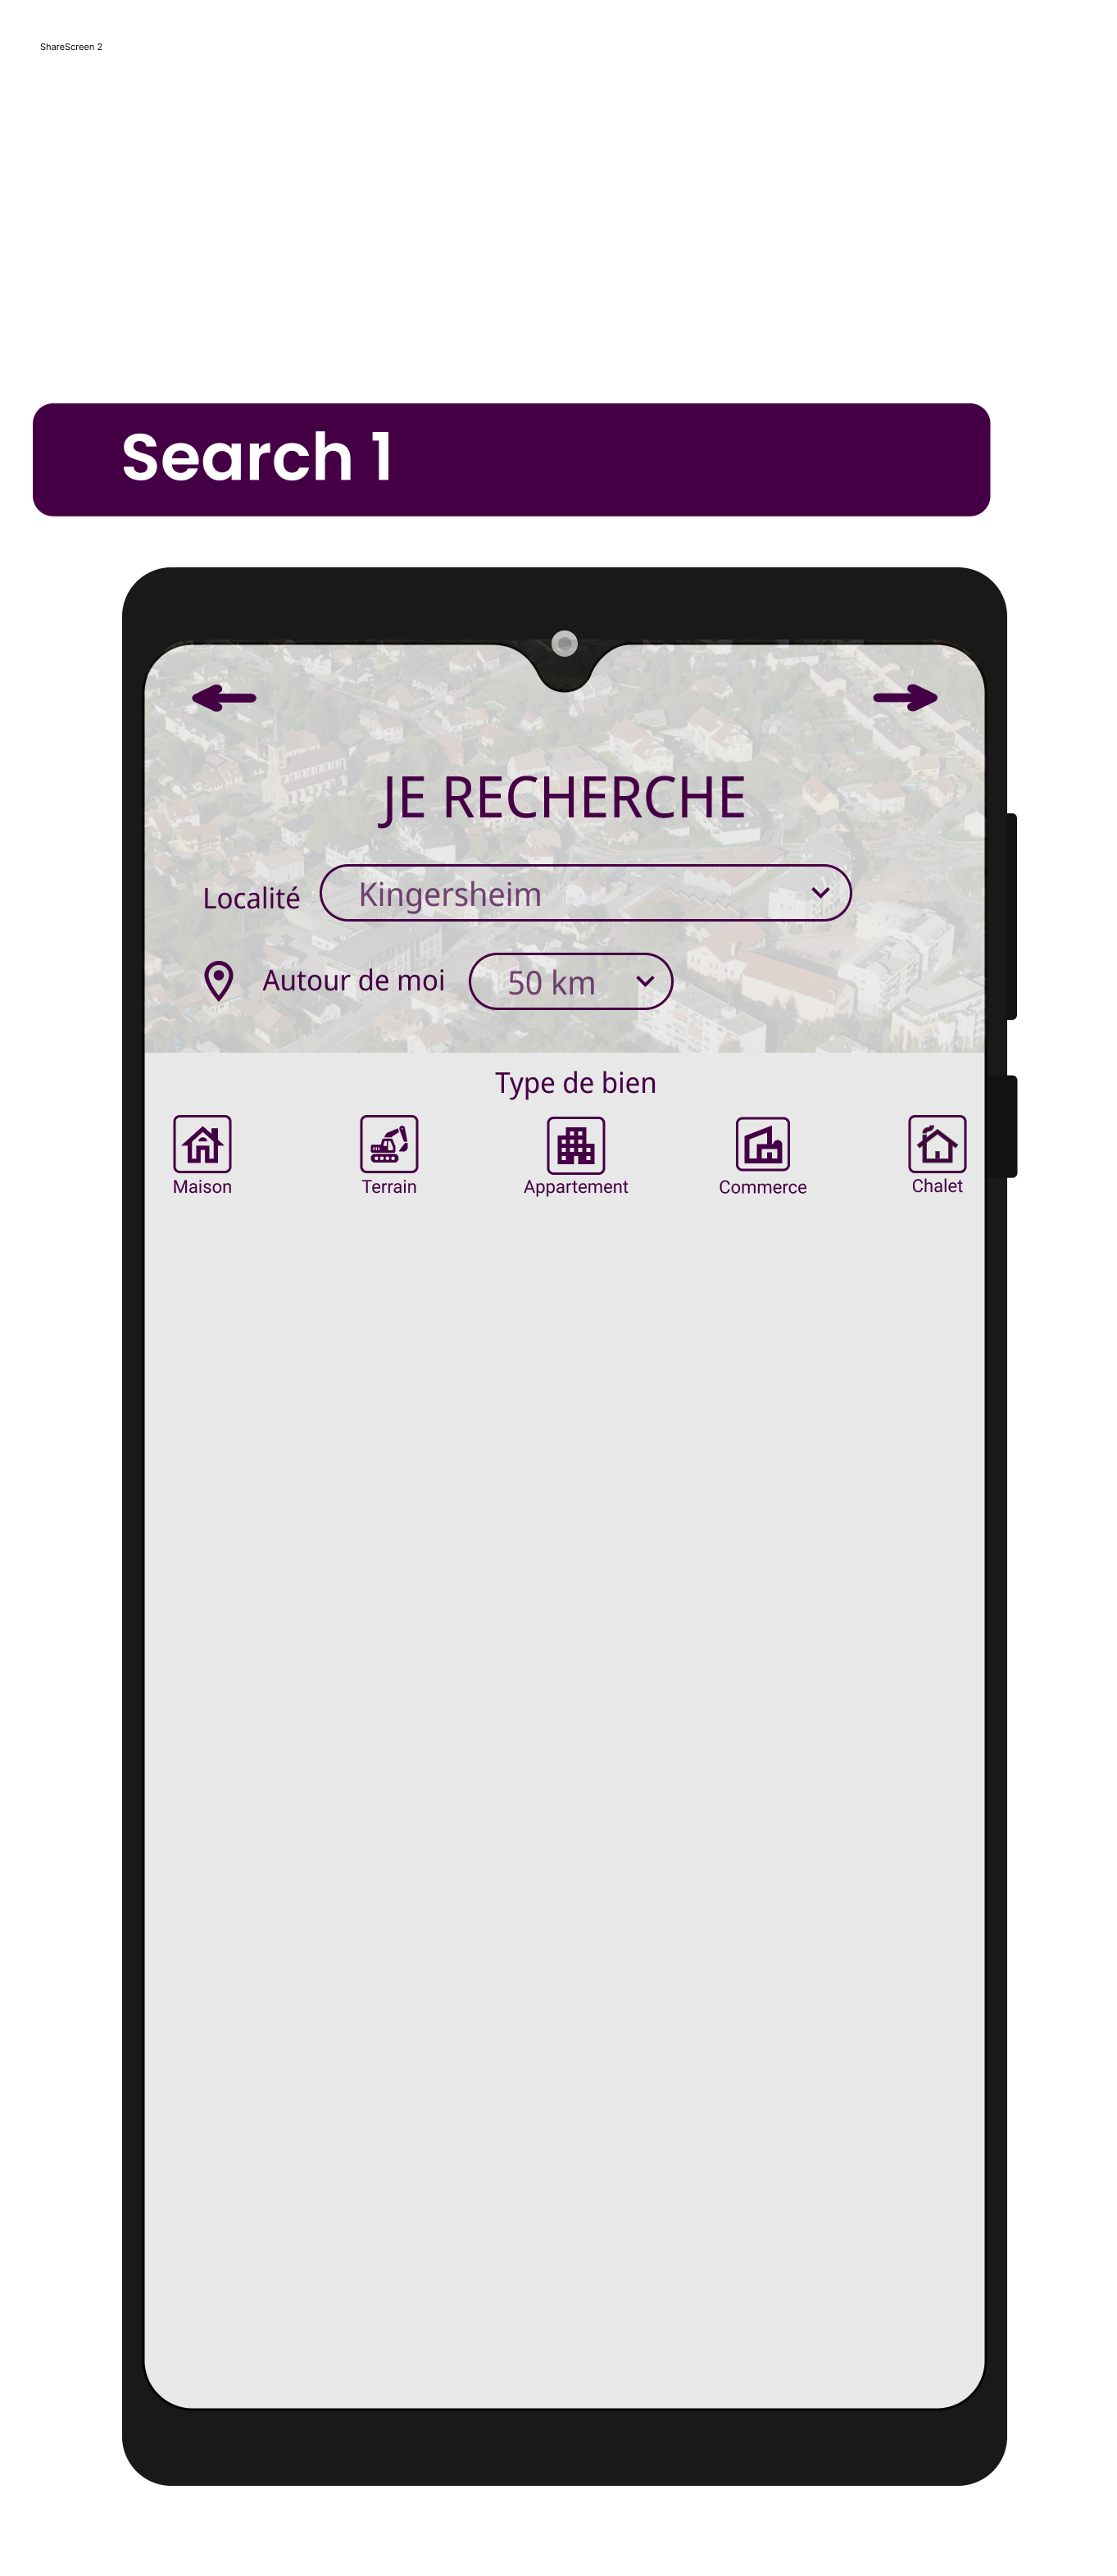 ShareScreen 2
Search 1
JE RECHERCHE
Localité Kingersheim
Autour de moi 50 km
Type de bien
Maison Terrain Appartement Commerce Chalet